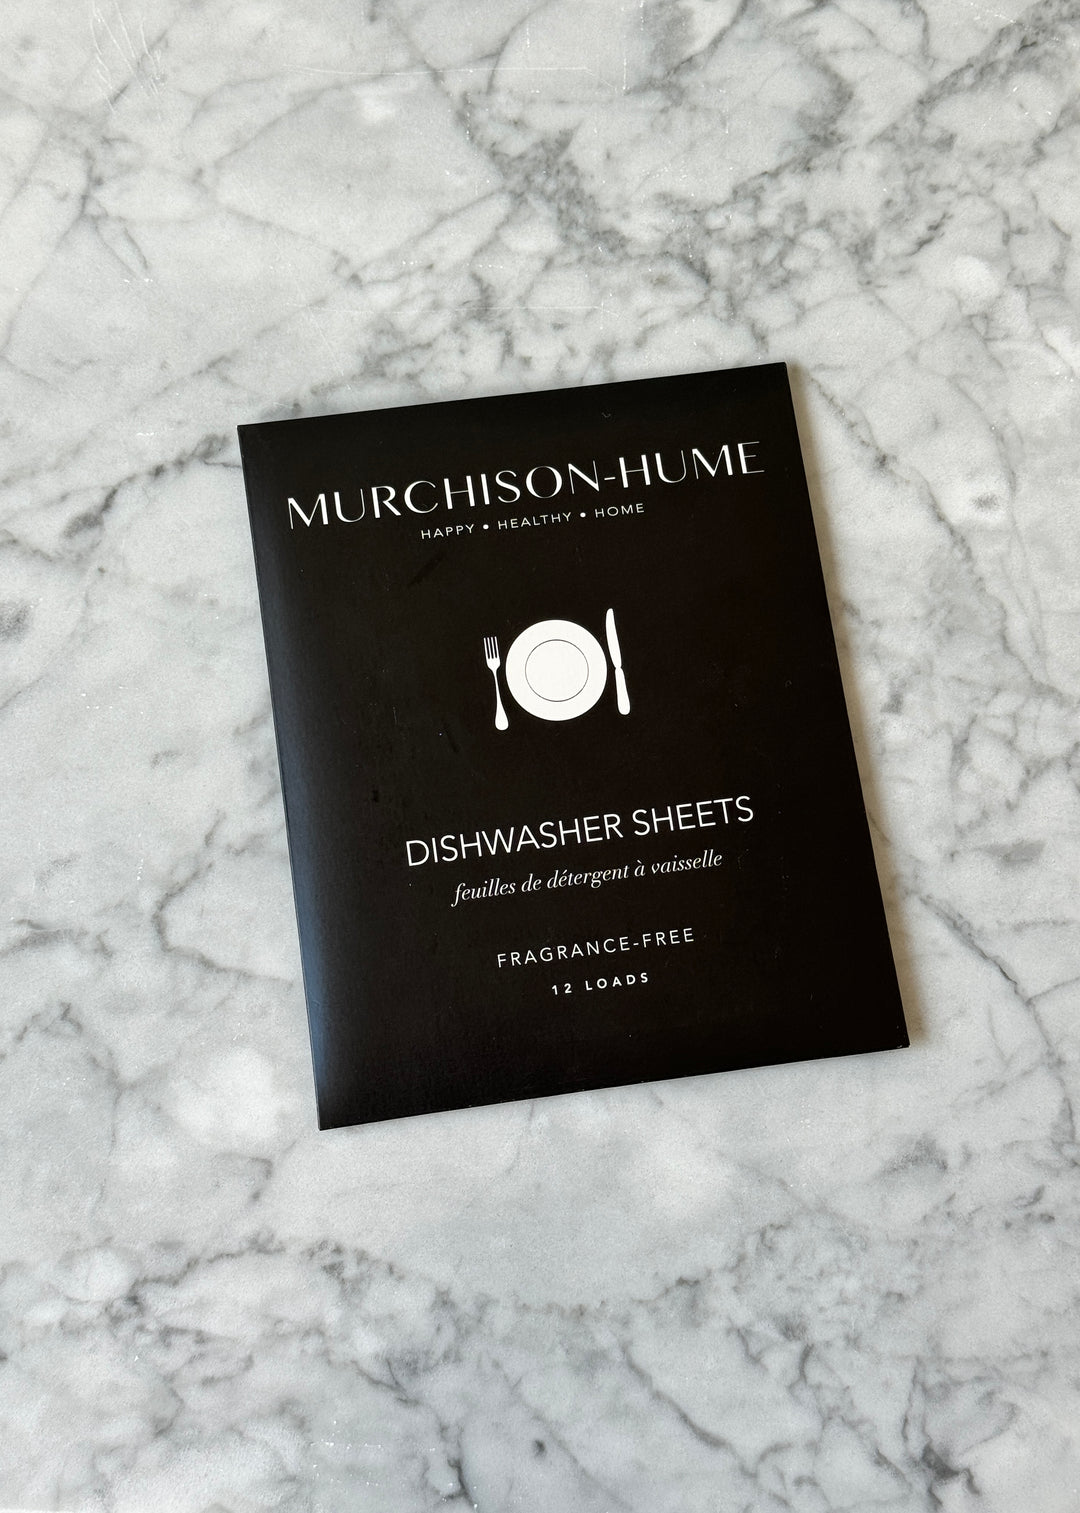 MURCHISON-HUME
HAPPY • HEALTHY • HOME
DISHWASHER SHEETS
feuilles de détergent à vaisselle
FRAGRANCE-FREE
12 LOADS